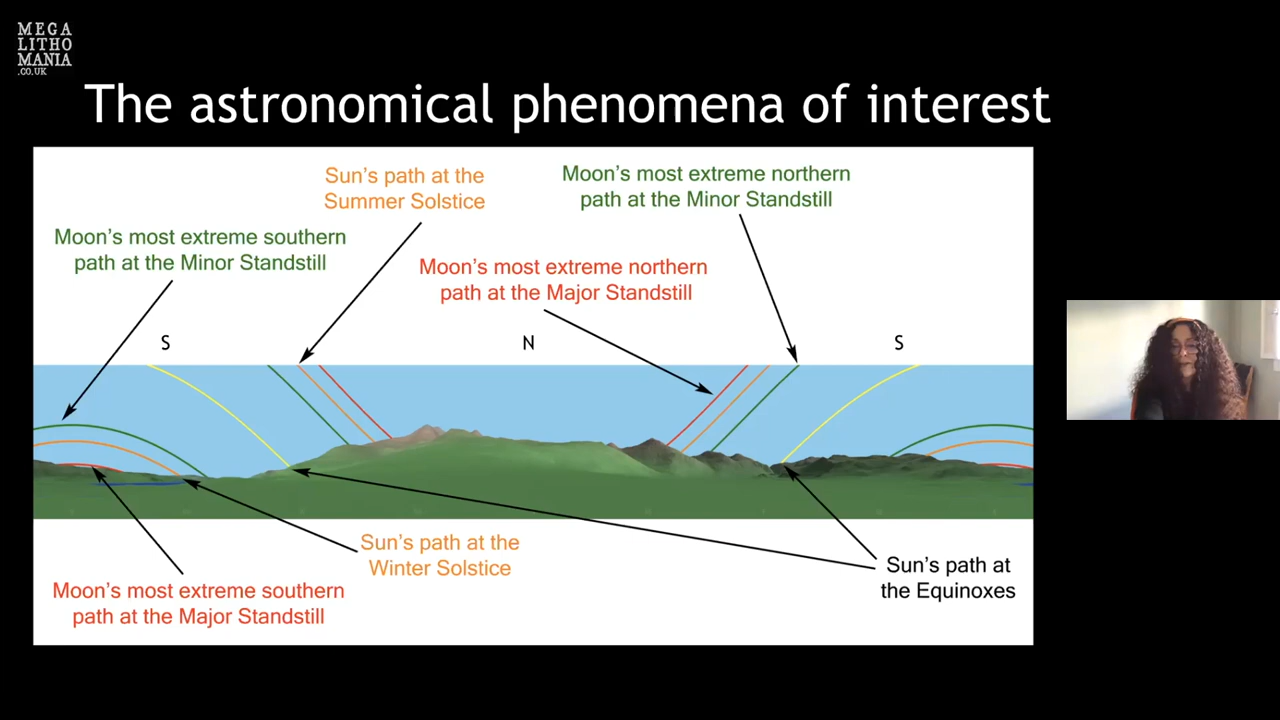 MEGA
LITHO
MANIA
.CO.UK
The astronomical phenomena of interest
Sun's path at the
Summer Solstice
Moon's most extreme northern
path at the Minor Standstill
Moon's most extreme southern
path at the Minor Standstill
Moon's most extreme northern
path at the Major Standstill
S
N
S
Sun's path at the
Winter Solstice
Sun's path at
the Equinoxes
Moon's most extreme southern
path at the Major Standstill